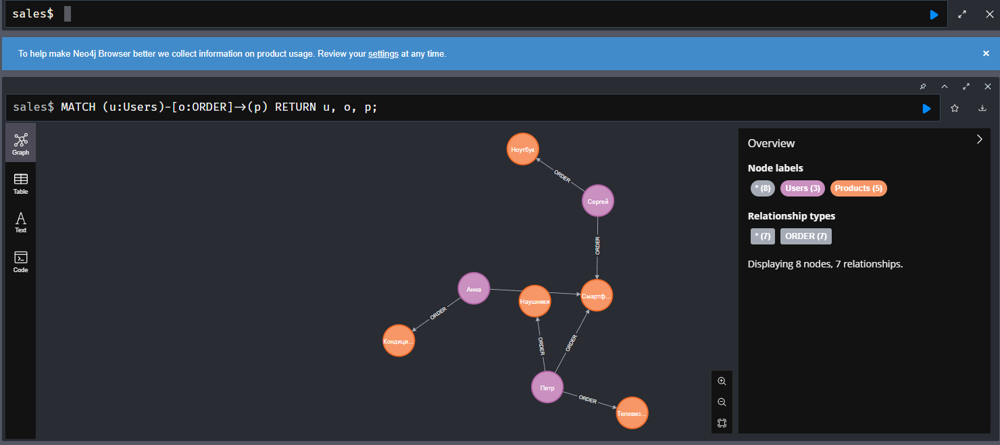 sales$
To help make Neo4j Browser better we collect information on product usage. Review your settings at any time.
sales$ MATCH (u:Users)-[o:ORDER]→(p) RETURN u, o, p;
Graph
Table
Text
Code
Ноутбук
ORDER
Сергей
ORDER
Анна
Наушники
Смартф...
ORDER
Кондици...
ORDER
ORDER
Петр
ORDER
Телевиз...
Overview
Node labels
* (8) Users (3) Products (5)
Relationship types
* (7) ORDER (7)
Displaying 8 nodes, 7 relationships.